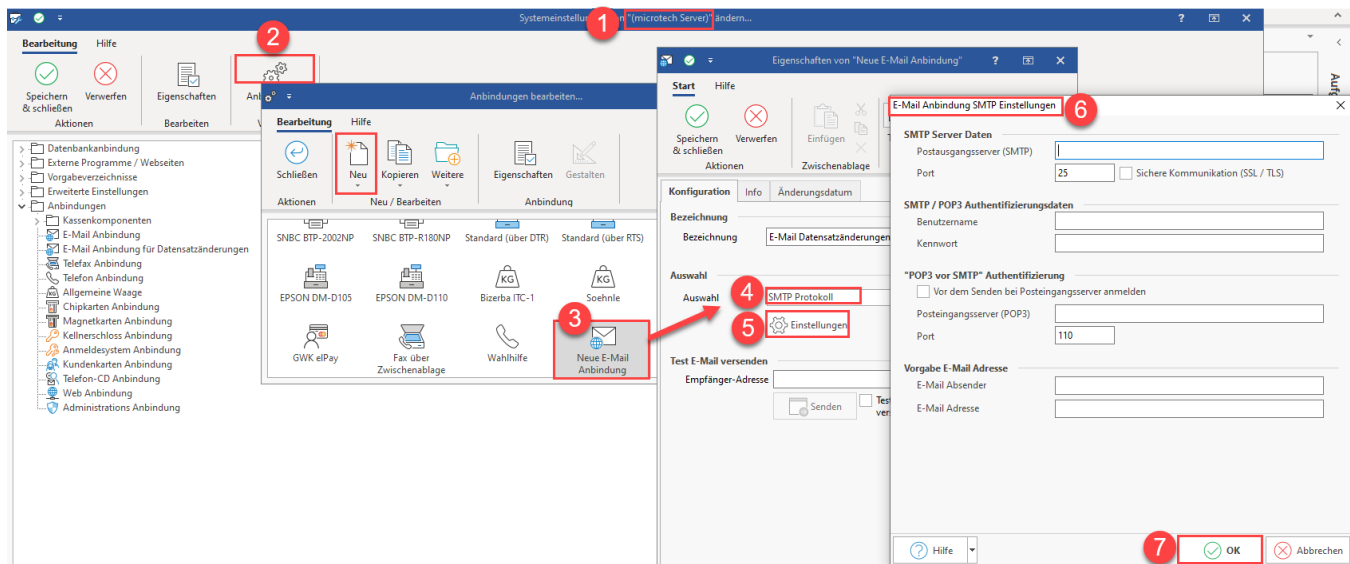 Systemeinstellu
1
"(microtech Server)" ändern...
?
Bearbeitung Hilfe
2
Speichern & schließen
Verwerfen
Eigenschaften
Aktionen
Bearbeiten
Datenbankanbindung
Externe Programme / Webseiten
Vorgabeverzeichnisse
Erweiterte Einstellungen
Anbindungen
Kassenkomponenten
E-Mail Anbindung
E-Mail Anbindung für Datensatzänderungen
Telefax Anbindung
Telefon Anbindung
Allgemeine Waage
Chipkarten Anbindung
Magnetkarten Anbindung
Kellnerschloss Anbindung
Anmeldesystem Anbindung
Kundenkarten Anbindung
Telefon-CD Anbindung
Web Anbindung
Administrations Anbindung
Anbindungen bearbeiten...
Bearbeitung Hilfe
Schließen
Neu
Kopieren
Weitere
Eigenschaften
Gestalten
Aktionen
Neu / Bearbeiten
Anbindung
SNBC BTP-2002NP
SNBC BTP-R180NP
Standard (über DTR)
Standard (über RTS)
KG
KG
EPSON DM-D105
EPSON DM-D110
Bizerba ITC-1
Soehnle
3
GWK elPay
Fax über
Zwischenablage
Wahlhilfe
Neue E-Mail
Anbindung
Eigenschaften von "Neue E-Mail Anbindung"
?
Start Hilfe
Speichern
& schließen
Verwerfen
Einfügen
Aktionen
Zwischenablage
Konfiguration Info Änderungsdatum
Bezeichnung
Bezeichnung E-Mail Datensatzänderungen
Auswahl
Auswahl 4 SMTP Protokoll
5 Einstellungen
Test E-Mail versenden
Empfänger-Adresse
Senden
Tes
ver
E-Mail Anbindung SMTP Einstellungen
6
SMTP Server Daten
Postausgangsserver (SMTP)
Port 25 Sichere Kommunikation (SSL / TLS)
SMTP / POP3 Authentifizierungsdaten
Benutzername
Kennwort
"POP3 vor SMTP" Authentifizierung
Vor dem Senden bei Posteingangsserver anmelden
Posteingangsserver (POP3)
Port 110
Vorgabe E-Mail Adresse
E-Mail Absender
E-Mail Adresse
? Hilfe
7
OK
Abbrechen